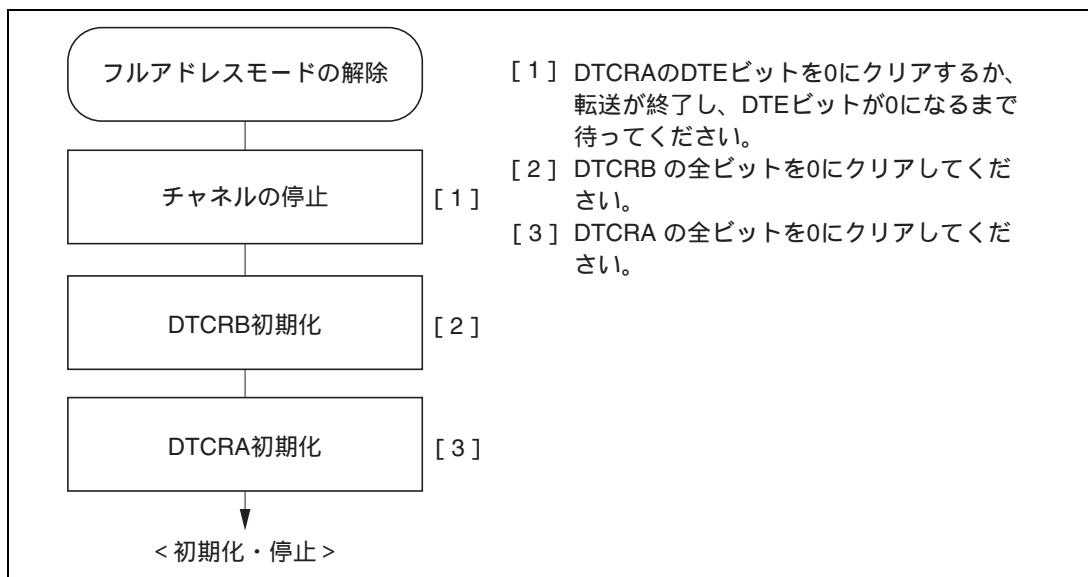 フルアドレスモードの解除
チャネルの停止
[ 1 ]
DTCRB初期化
[ 2 ]
DTCRA初期化
[ 3 ]
< 初期化・停止 >
[ 1 ] DTCRAのDTEビットを0にクリアするか、
転送が終了し、DTEビットが0になるまで
待ってください。
[ 2 ] DTCRB の全ビットを0にクリアしてくだ
さい。
[ 3 ] DTCRA の全ビットを0にクリアしてくだ
さい。